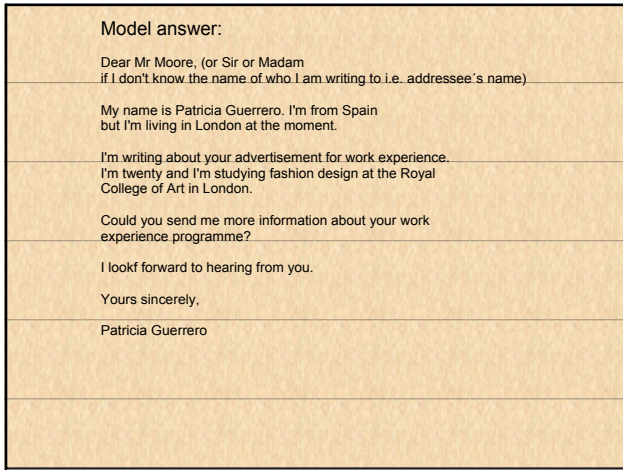 Model answer:
Dear Mr Moore, (or Sir or Madam
if I don't know the name of who I am writing to i.e. addressee´s name)
My name is Patricia Guerrero. I'm from Spain
but I'm living in London at the moment.
I'm writing about your advertisement for work experience.
I'm twenty and I'm studying fashion design at the Royal
College of Art in London.
Could you send me more information about your work
experience programme?
I lookf forward to hearing from you.
Yours sincerely,
Patricia Guerrero